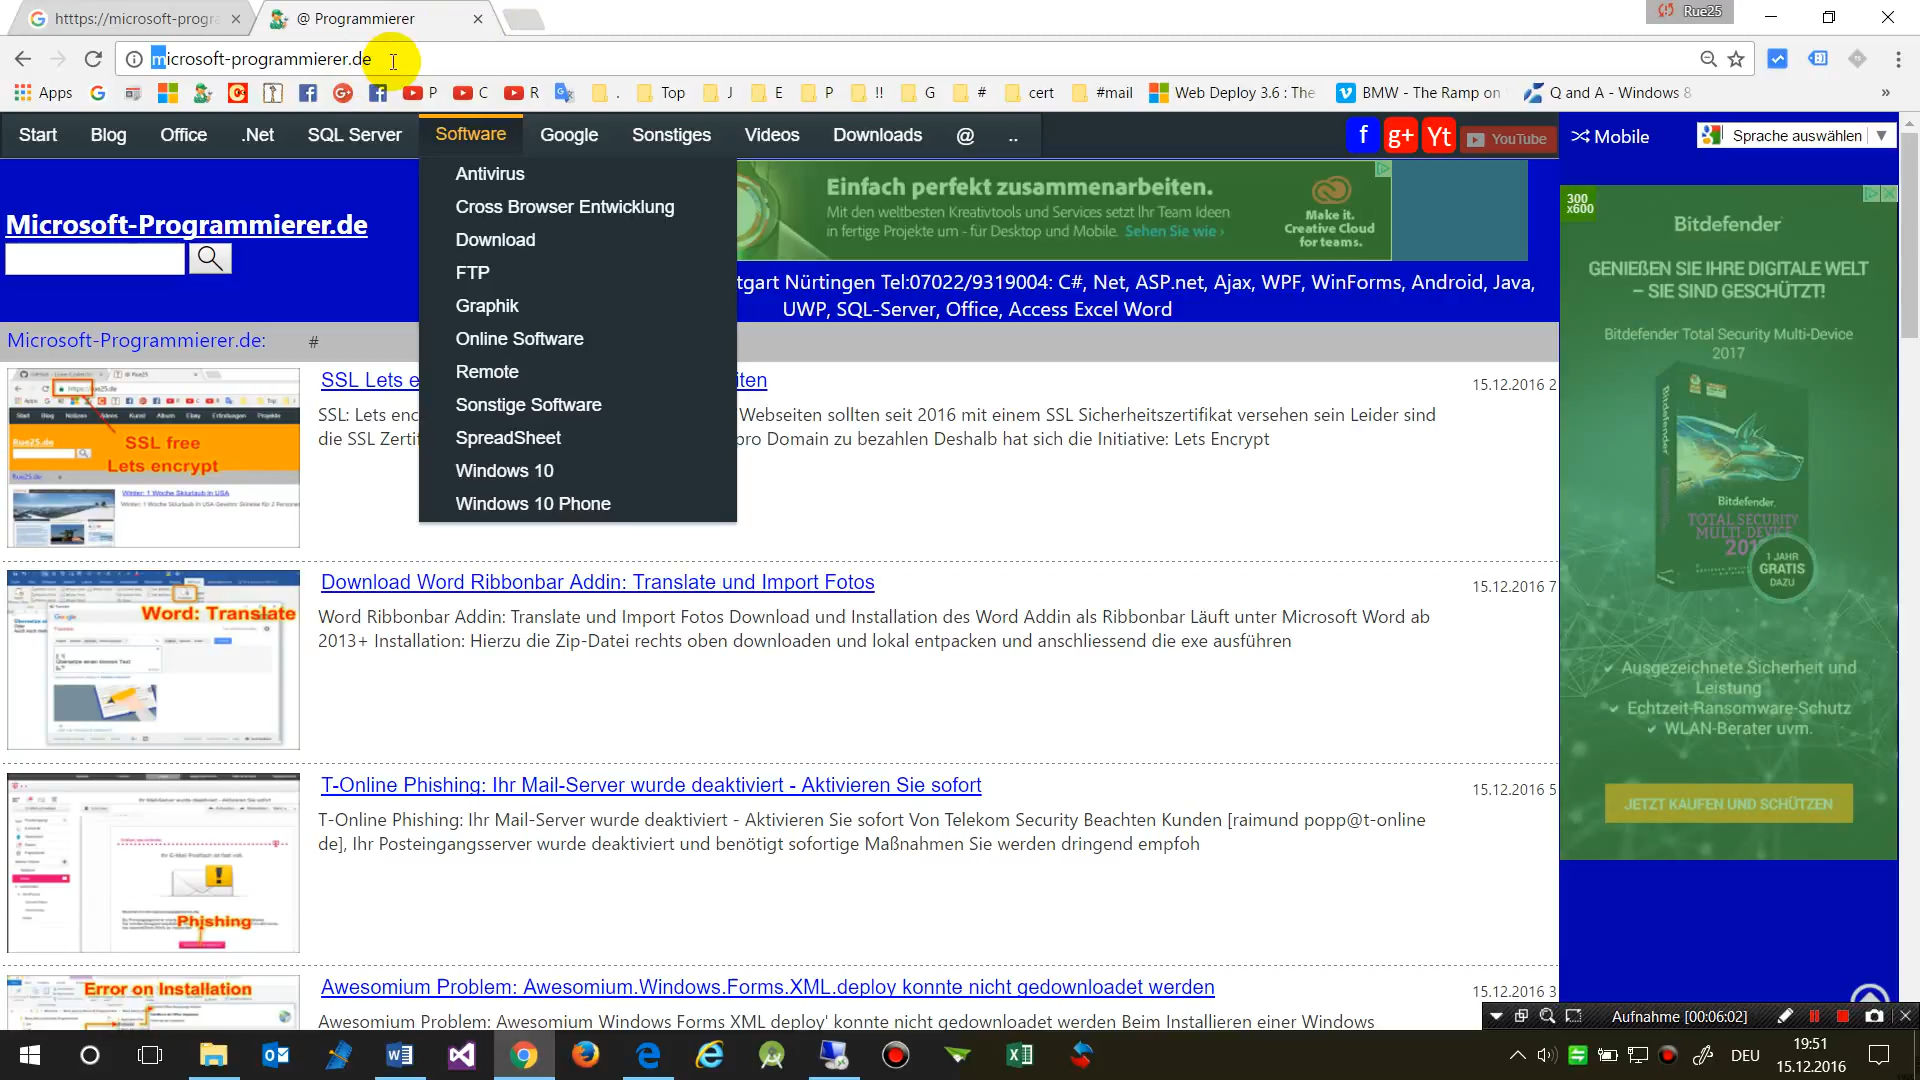 htttps://microsoft-progra
@ Programmierer
Rue25
microsoft-programmierer.de
Apps
P
C
R
.
Top
J
E
P
!!
G
#
cert
#mail
Web Deploy 3.6 : The
BMW - The Ramp on
Q and A - Windows 8
»
Start
Blog
Office
.Net
SQL Server
Software
Google
Sonstiges
Videos
Downloads
@
..
f
g+
Yt
YouTube
Mobile
Sprache auswählen
Antivirus
Cross Browser Entwicklung
Download
FTP
Graphik
Online Software
Remote
Sonstige Software
SpreadSheet
Windows 10
Windows 10 Phone
Microsoft-Programmierer.de
Einfach perfekt zusammenarbeiten.
Mit den weltbesten Kreativtools und Services setzt Ihr Team Ideen
in fertige Projekte um - für Desktop und Mobile. Sehen Sie wie ›
Make it.
Creative Cloud
for teams.
tgart Nürtingen Tel:07022/9319004: C#, Net, ASP.net, Ajax, WPF, WinForms, Android, Java,
UWP, SQL-Server, Office, Access Excel Word
Microsoft-Programmierer.de:
#
SSL free
Lets encrypt
SSL Lets e
iten
15.12.2016 2
SSL: Lets enc
Webseiten sollten seit 2016 mit einem SSL Sicherheitszertifikat versehen sein Leider sind
die SSL Zertif
pro Domain zu bezahlen Deshalb hat sich die Initiative: Lets Encrypt
Word: Translate
Download Word Ribbonbar Addin: Translate und Import Fotos
15.12.2016 7
Word Ribbonbar Addin: Translate und Import Fotos Download und Installation des Word Addin als Ribbonbar Läuft unter Microsoft Word ab
2013+ Installation: Hierzu die Zip-Datei rechts oben downloaden und lokal entpacken und anschliessend die exe ausführen
Phishing
T-Online Phishing: Ihr Mail-Server wurde deaktiviert - Aktivieren Sie sofort
15.12.2016 5
T-Online Phishing: Ihr Mail-Server wurde deaktiviert - Aktivieren Sie sofort Von Telekom Security Beachten Kunden [raimund popp@t-online
de], Ihr Posteingangsserver wurde deaktiviert und benötigt sofortige Maßnahmen Sie werden dringend empfoh
Error on Installation
Awesomium Problem: Awesomium.Windows.Forms.XML.deploy konnte nicht gedownloadet werden
15.12.2016 3
Awesomium Problem: Awesomium Windows Forms XML deploy' konnte nicht gedownloadet werden Beim Installieren einer Windows
300
x600
Bitdefender
GENIEßEN SIE IHRE DIGITALE WELT
– SIE SIND GESCHÜTZT!
Bitdefender Total Security Multi-Device
2017
Bitdefender
TOTAL SECURITY
MULTI-DEVICE
1 JAHR
GRATIS
DAZU
Ausgezeichnete Sicherheit und
Leistung
Echtzeit-Ransomware-Schutz
WLAN-Berater uvm.
JETZT KAUFEN UND SCHÜTZEN
Aufnahme [00:06:02]
DEU
19:51
15.12.2016